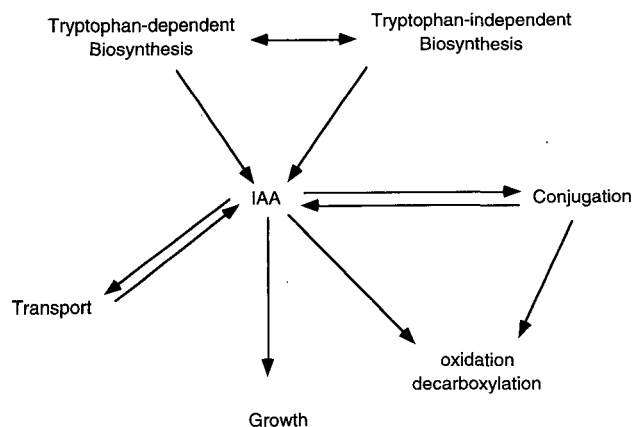 Tryptophan-dependent
Biosynthesis
Tryptophan-independent
Biosynthesis
IAA
Conjugation
Transport
oxidation
decarboxylation
Growth